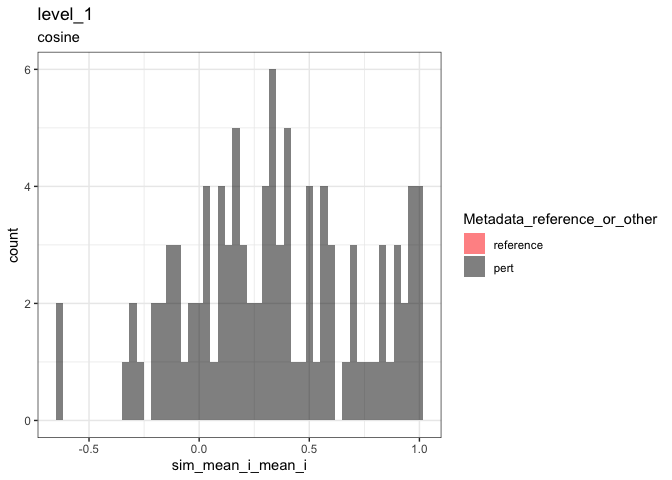 level_1
cosine
6
4
2
0
count
-0.5
0.0
0.5
1.0
sim_mean_i_mean_i
Metadata_reference_or_other
reference
pert